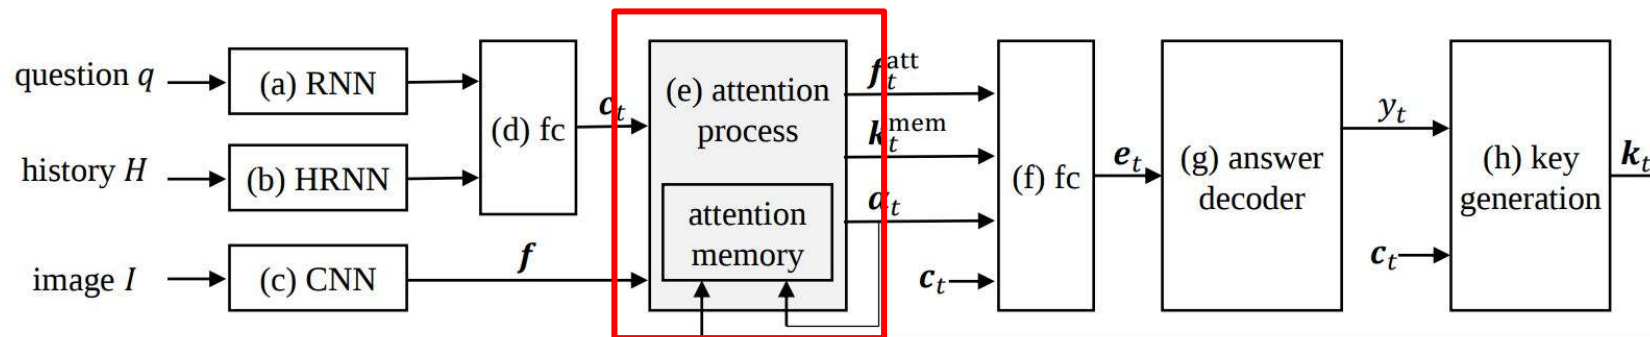 question q
(a) RNN
history H
(b) HRNN
image I
(c) CNN
(d) fc
c_t
f
(e) attention
process
attention
memory
f_t^att
k_t^mem
α_t
c_t
(f) fc
e_t
(g) answer
decoder
y_t
c_t
(h) key
generation
k_t